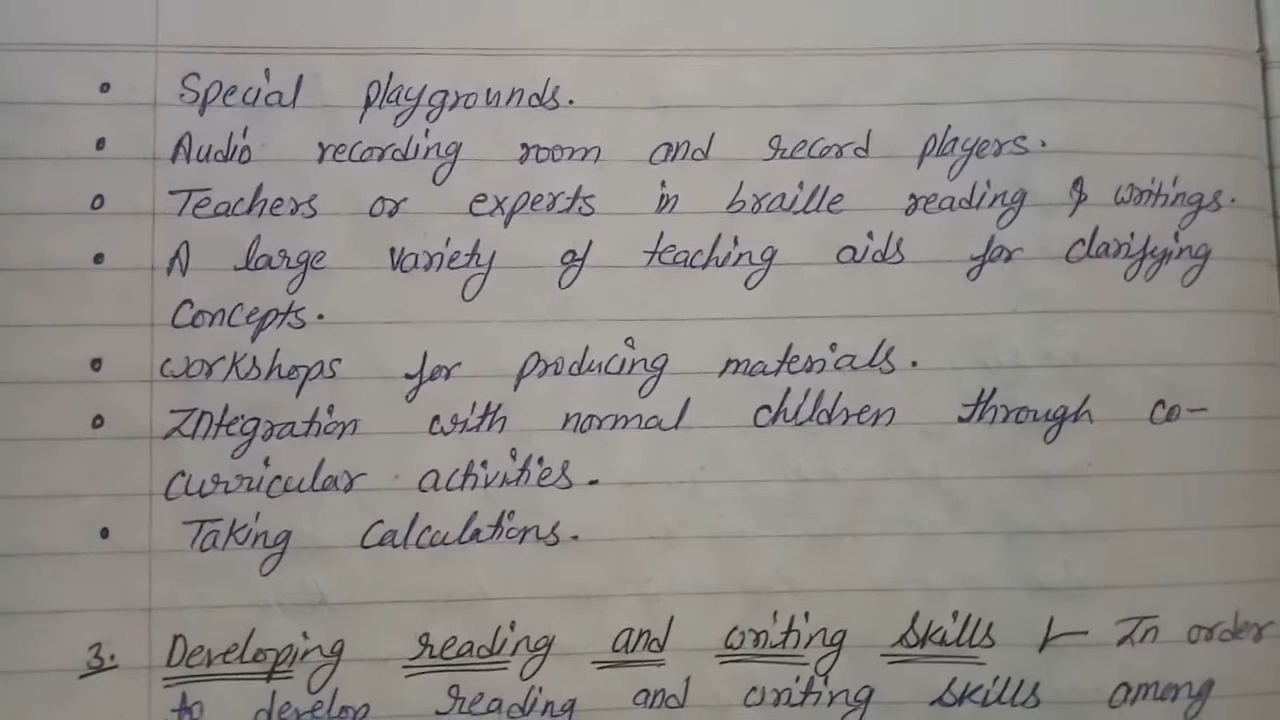 • Special playgrounds.
• Audio recording room and record players.
• Teachers or experts in braille reading & writings.
• A large variety of teaching aids for clarifying
concepts.
• workshops for producing materials.
• Integration with normal children through co-
curricular activities.
• Taking Calculations.
3. Developing reading and writing skills :- In order
to develop reading and writing skills among